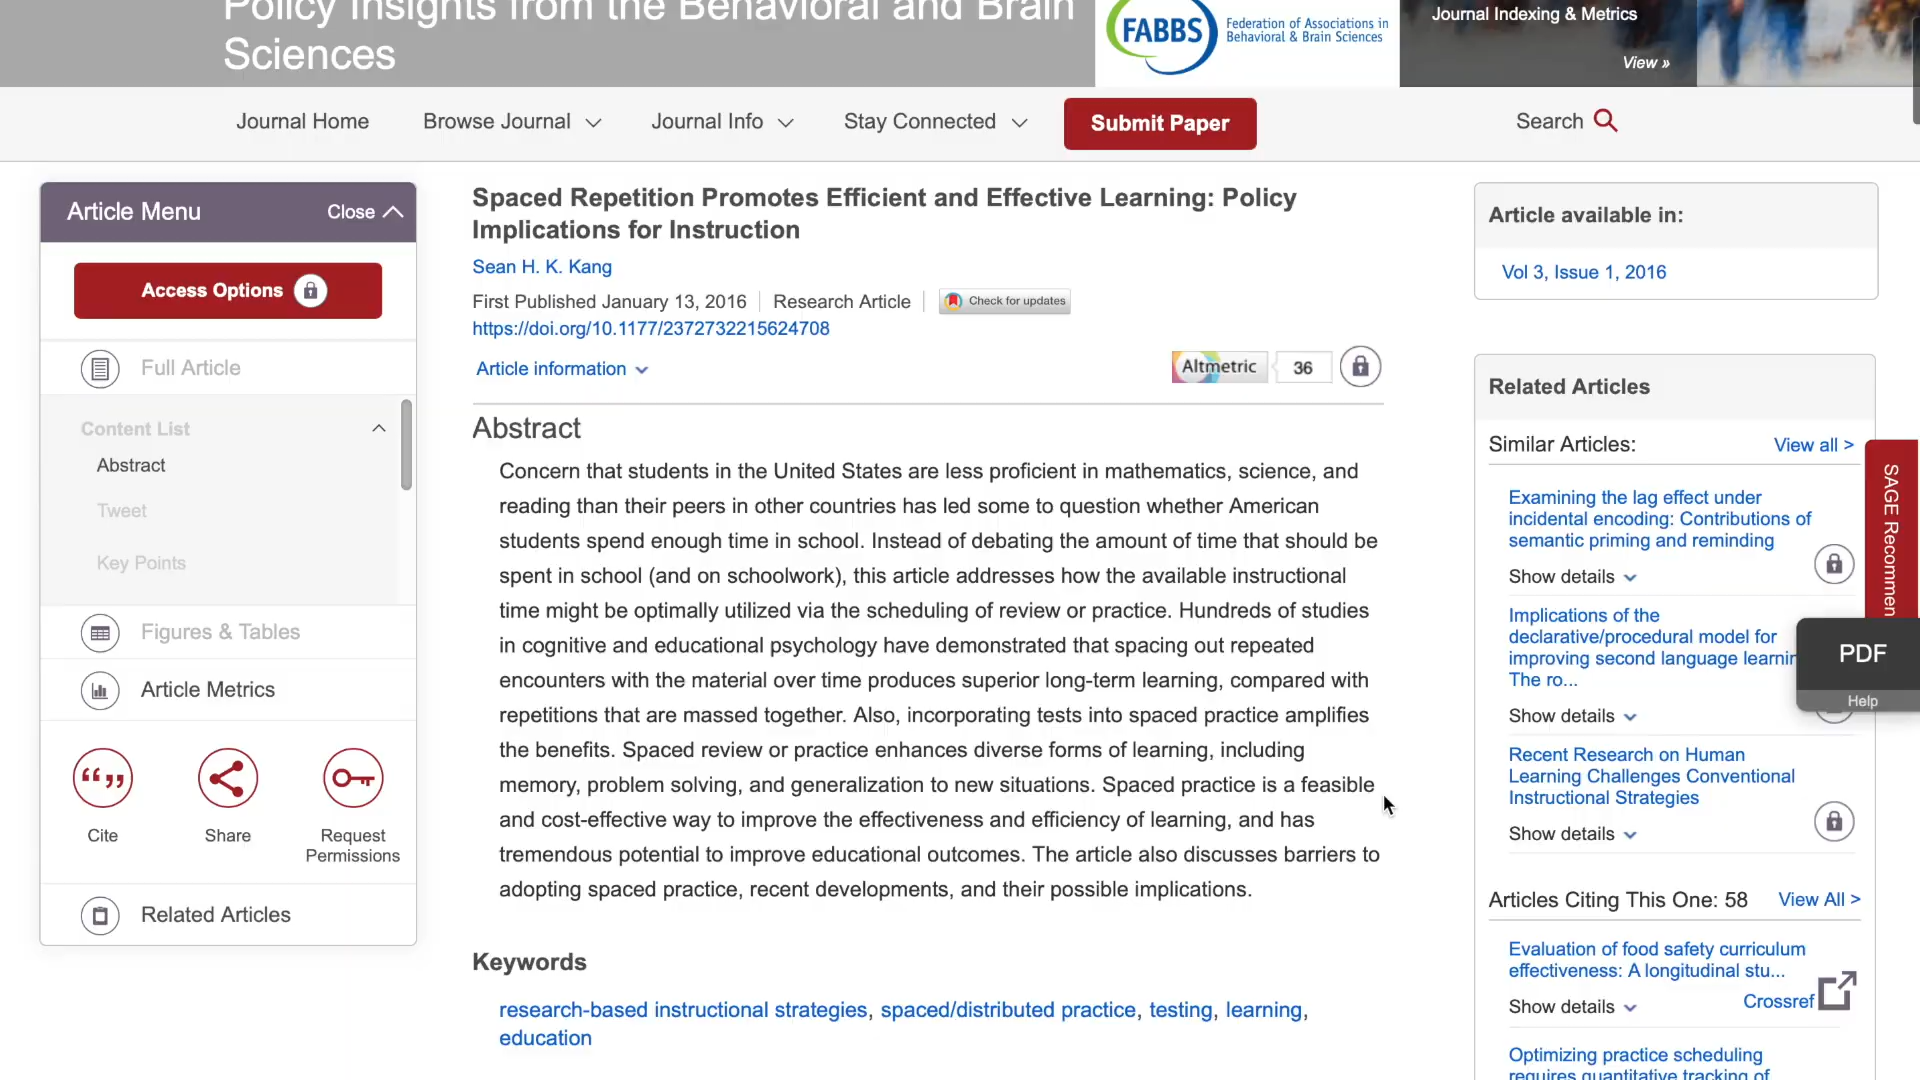 Policy Insights from the Behavioral and Brain
Sciences
FABBS
Federation of Associations in
Behavioral & Brain Sciences
Journal Indexing & Metrics
View »
Journal Home
Browse Journal
Journal Info
Stay Connected
Submit Paper
Search
Article Menu
Close
Access Options
Full Article
Content List
Abstract
Tweet
Key Points
Figures & Tables
Article Metrics
Cite
Share
Request
Permissions
Related Articles
Spaced Repetition Promotes Efficient and Effective Learning: Policy
Implications for Instruction
Sean H. K. Kang
First Published January 13, 2016
Research Article
Check for updates
https://doi.org/10.1177/2372732215624708
Article information
Altmetric
36
Abstract
Concern that students in the United States are less proficient in mathematics, science, and
reading than their peers in other countries has led some to question whether American
students spend enough time in school. Instead of debating the amount of time that should be
spent in school (and on schoolwork), this article addresses how the available instructional
time might be optimally utilized via the scheduling of review or practice. Hundreds of studies
in cognitive and educational psychology have demonstrated that spacing out repeated
encounters with the material over time produces superior long-term learning, compared with
repetitions that are massed together. Also, incorporating tests into spaced practice amplifies
the benefits. Spaced review or practice enhances diverse forms of learning, including
memory, problem solving, and generalization to new situations. Spaced practice is a feasible
and cost-effective way to improve the effectiveness and efficiency of learning, and has
tremendous potential to improve educational outcomes. The article also discusses barriers to
adopting spaced practice, recent developments, and their possible implications.
Keywords
research-based instructional strategies, spaced/distributed practice, testing, learning,
education
Article available in:
Vol 3, Issue 1, 2016
Related Articles
Similar Articles:
View all >
Examining the lag effect under
incidental encoding: Contributions of
semantic priming and reminding
Show details
Implications of the
declarative/procedural model for
improving second language learnin
The ro...
Show details
Recent Research on Human
Learning Challenges Conventional
Instructional Strategies
Show details
Articles Citing This One: 58
View All >
Evaluation of food safety curriculum
effectiveness: A longitudinal stu...
Show details
Crossref
Optimizing practice scheduling
requires quantitative tracking of
SAGE Recommen
PDF
Help